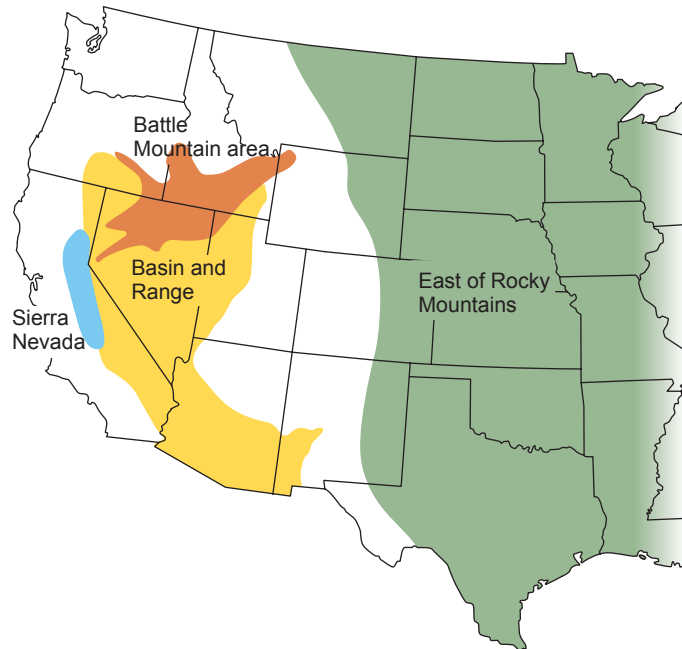 Battle
Mountain area
Basin and
Range
East of Rocky
Mountains
Sierra
Nevada